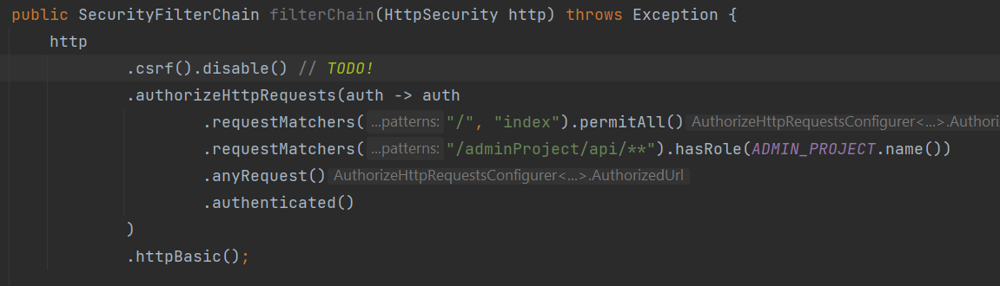 public SecurityFilterChain filterChain(HttpSecurity http) throws Exception {
http
.csrf().disable() // TODO!
.authorizeHttpRequests(auth -> auth
.requestMatchers( ...patterns: "/", "index").permitAll() AuthorizeHttpRequestsConfigurer<...>.Authori
.requestMatchers( ...patterns: "/adminProject/api/**").hasRole(ADMIN_PROJECT.name())
.anyRequest() AuthorizeHttpRequestsConfigurer<...>.AuthorizedUrl
.authenticated()
)
.httpBasic();